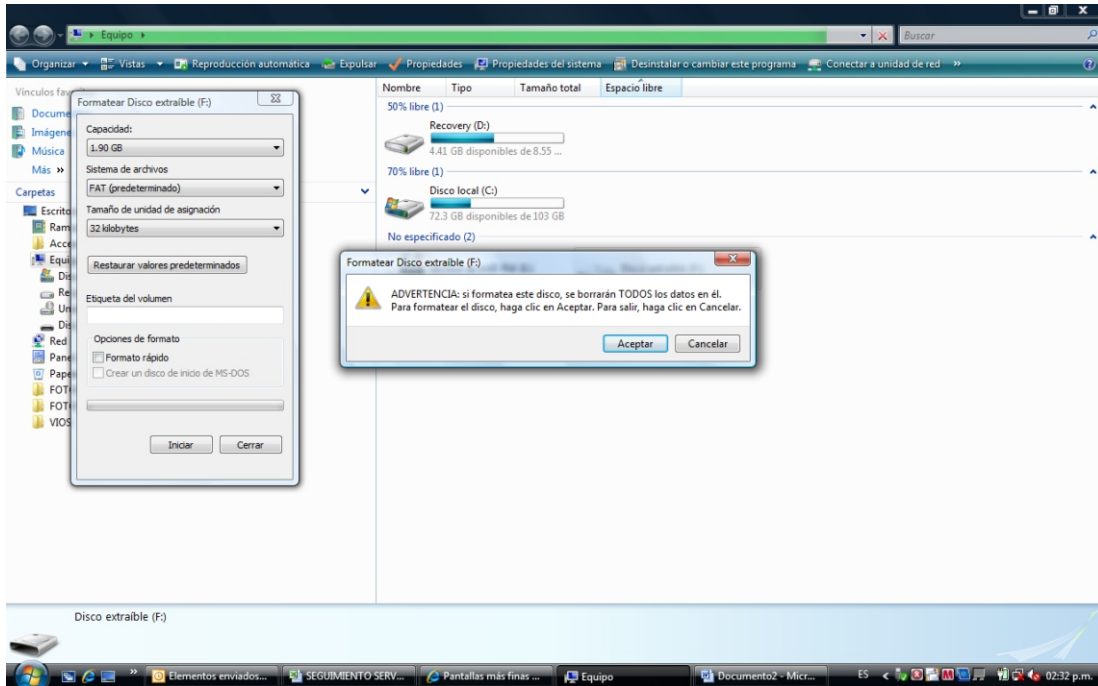 Equipo
Buscar
Organizar Vistas Reproducción automática Expulsar Propiedades Propiedades del sistema Desinstalar o cambiar este programa Conectar a unidad de red »
Vínculos
Imágene
Música
Más »
Carpetas
Escrito
Ram
Acce
Equi
Red
Pane
Pape
FOT
FOT
VIOS
Formatear Disco extraíble (F:)
Capacidad:
1.90 GB
Sistema de archivos
FAT (predeterminado)
Tamaño de unidad de asignación
32 kilobytes
Restaurar valores predeterminados
Etiqueta del volumen
Opciones de formato
Formato rápido
Crear un disco de inicio de MS-DOS
Iniciar Cerrar
Nombre Tipo Tamaño total Espacio libre
50% libre (1)
Recovery (D:)
4.41 GB disponibles de 8.55 ...
70% libre (1)
Disco local (C:)
72.3 GB disponibles de 103 GB
No especificado (2)
Formatear Disco extraíble (F:)
ADVERTENCIA: si formatea este disco, se borrarán TODOS los datos en él.
Para formatear el disco, haga clic en Aceptar. Para salir, haga clic en Cancelar.
Aceptar Cancelar
Disco extraíble (F:)
» Elementos enviados... SEGUIMIENTO SERV... Pantallas más finas ... Equipo Documento2 - Micr... ES 02:32 p.m.